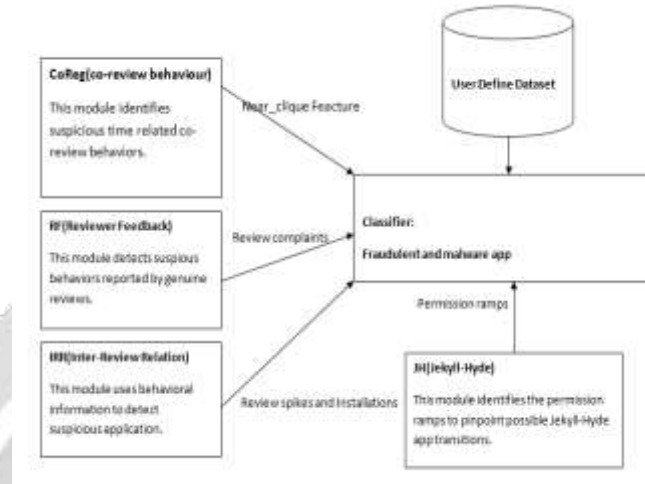 CoReg(co-review behaviour)
This module identifies
suspicious time related co-
review behaviors.
Near_clique Feacture
User Define Dataset
RF(Reviewer Feedback)
This module detects suspious
behaviors reported by genuine
reviews.
Review complaints
Classifier:
Fraudulent and malware app
IRR(Inter-Review Relation)
This module uses behavioral
information to detect
suspicious application.
Review spikes and Installations
Permission ramps
JH(Jekyll-Hyde)
This module identifies the permission
ramps to pinpoint possible Jekyll-Hyde
app transitions.